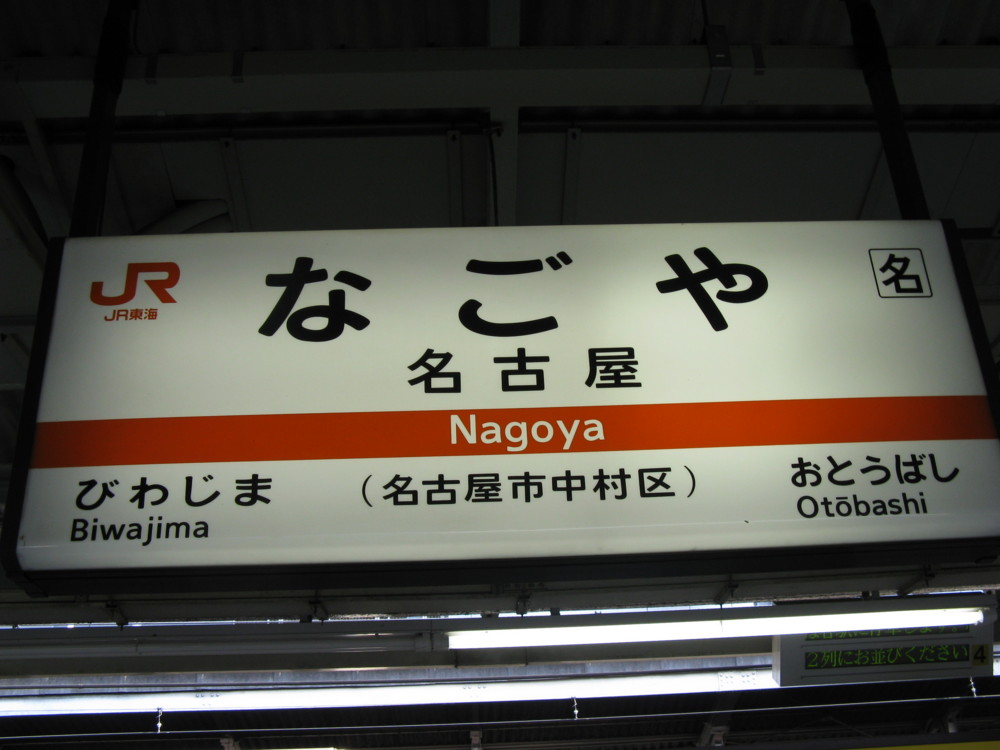 JR
JR東海
なごや
名
名古屋
Nagoya
びわじま
Biwajima
(名古屋市中村区)
おとうばし
Otōbashi
2列にお並びください
4